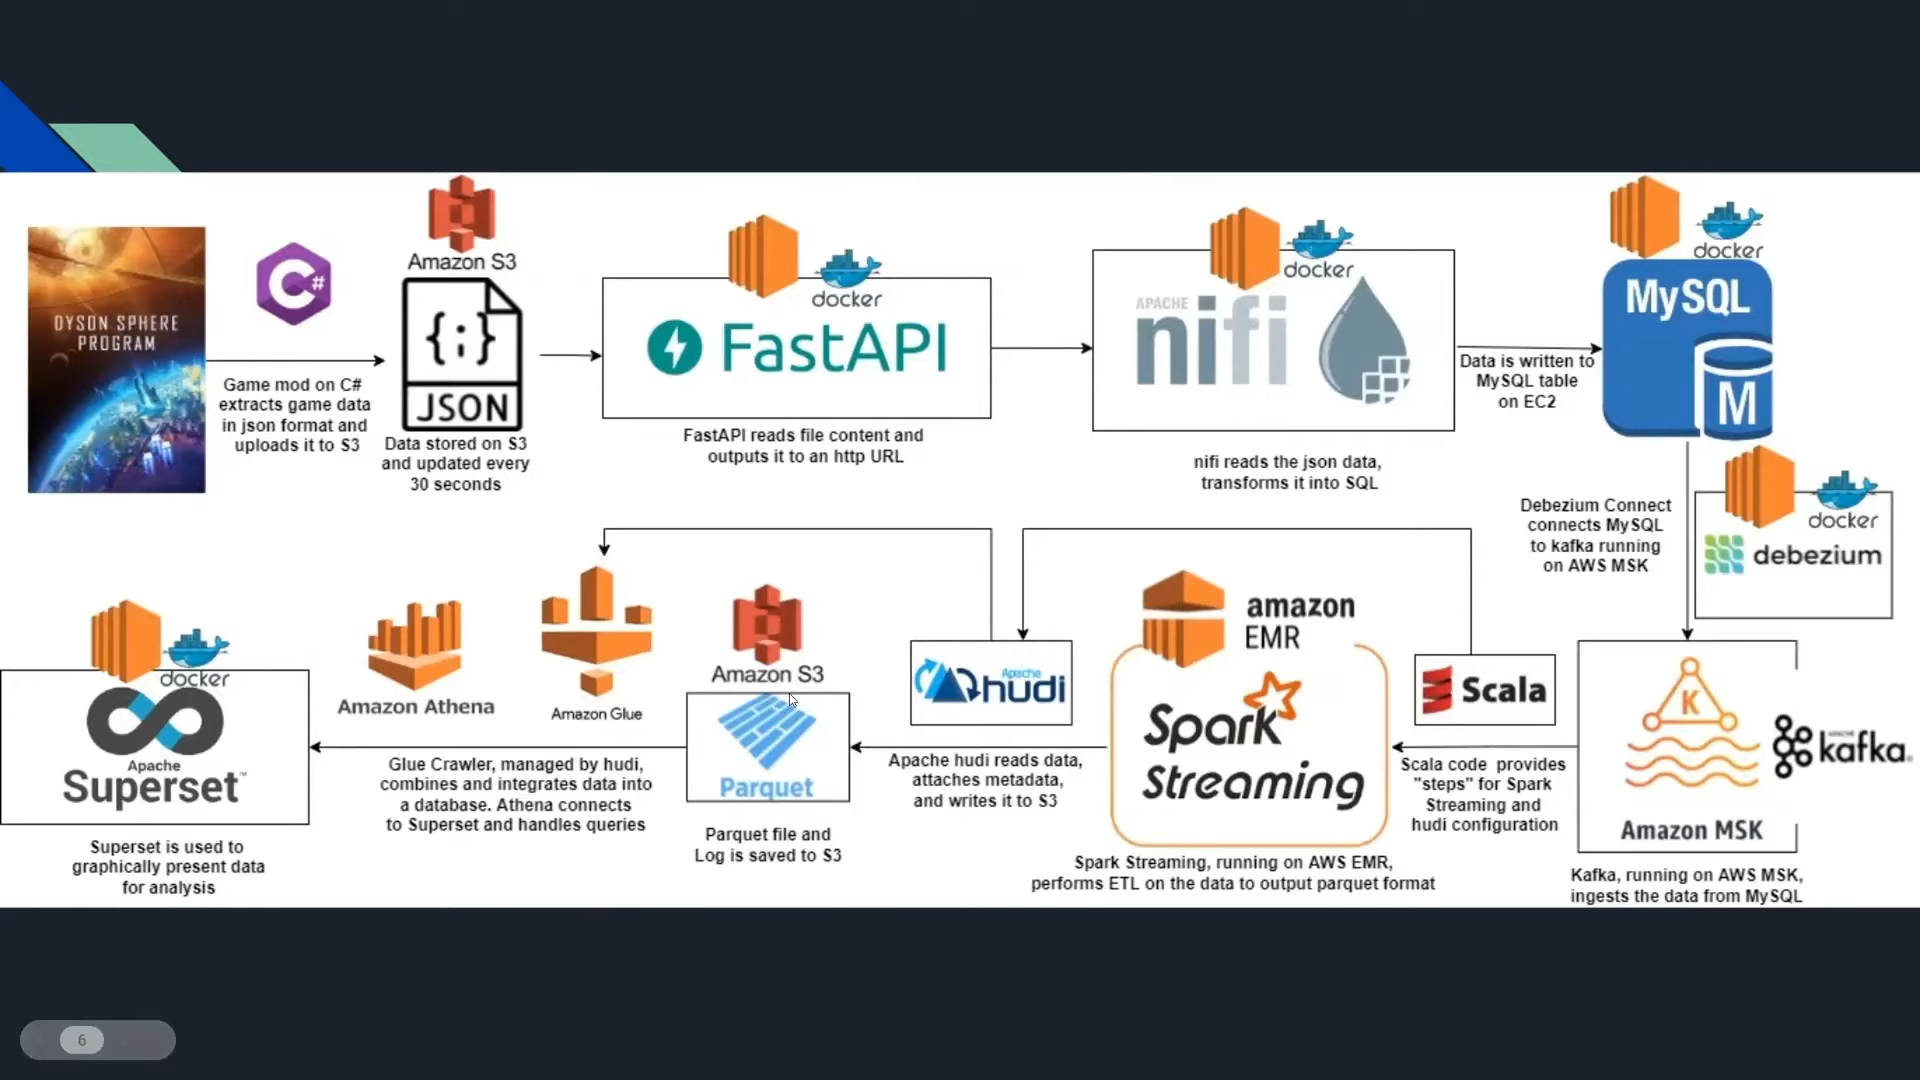 DYSON SPHERE
PROGRAM
C#
Game mod on C#
extracts game data
in json format and
uploads it to S3
Amazon S3
{;}
JSON
Data stored on S3
and updated every
30 seconds
docker
FastAPI
FastAPI reads file content and
outputs it to an http URL
docker
APACHE
nifi
nifi reads the json data,
transforms it into SQL
Data is written to
MySQL table
on EC2
docker
MySQL
M
Debezium Connect
connects MySQL
to kafka running
on AWS MSK
docker
debezium
K
APACHE
kafka
Amazon MSK
Kafka, running on AWS MSK,
ingests the data from MySQL
Scala
Scala code provides
"steps" for Spark
Streaming and
hudi configuration
amazon
EMR
Spark
Streaming
Spark Streaming, running on AWS EMR,
performs ETL on the data to output parquet format
Apache
hudi
Apache hudi reads data,
attaches metadata,
and writes it to S3
Amazon S3
Parquet
Parquet file and
Log is saved to S3
Amazon Glue
Amazon Athena
Glue Crawler, managed by hudi,
combines and integrates data into
a database. Athena connects
to Superset and handles queries
docker
Apache
Superset™
Superset is used to
graphically present data
for analysis
6